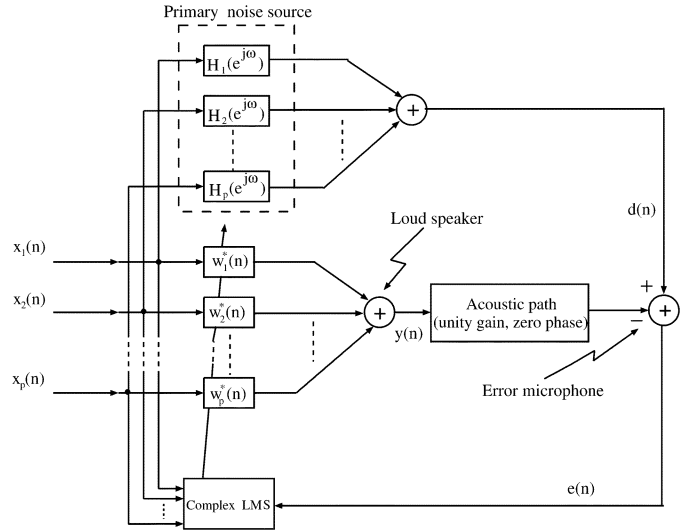 Primary noise source
H₁(e^jω)
H₂(e^jω)
Hₚ(e^jω)
+
d(n)
Loud speaker
x₁(n)
w₁*(n)
x₂(n)
w₂*(n)
+
y(n)
Acoustic path
(unity gain, zero phase)
+
+
−
xₚ(n)
wₚ*(n)
Error microphone
e(n)
Complex LMS